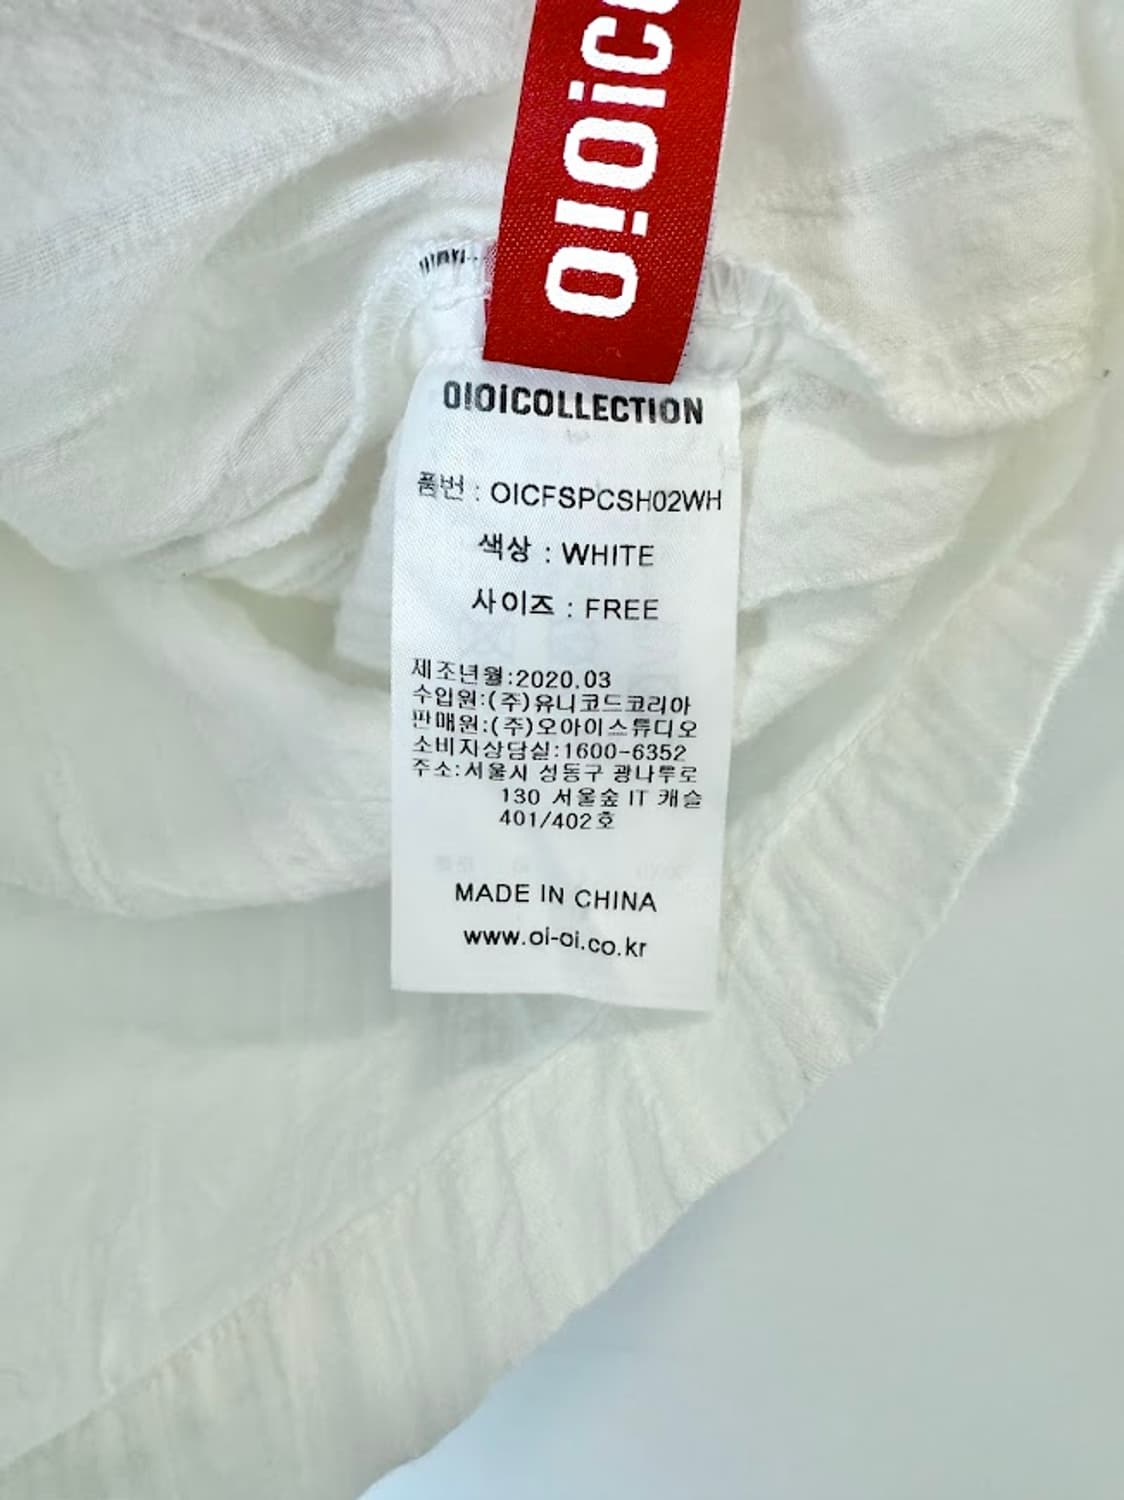 O!Oic
O!OiCOLLECTION
품번 : OICFSPCSH02WH
색상 : WHITE
사이즈 : FREE
제조년월:2020.03
수입원:(주)유니코드코리아
판매원:(주)오아이스튜디오
소비자상담실:1600-6352
주소:서울시 성동구 광나루로
130 서울숲 IT 캐슬
401/402호
MADE IN CHINA
www.oi-oi.co.kr